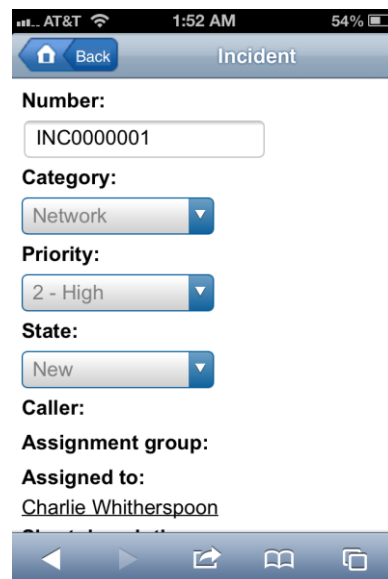 AT&T 1:52 AM 54%
Back Incident
Number:
INC0000001
Category:
Network
Priority:
2 - High
State:
New
Caller:
Assignment group:
Assigned to:
Charlie Whitherspoon